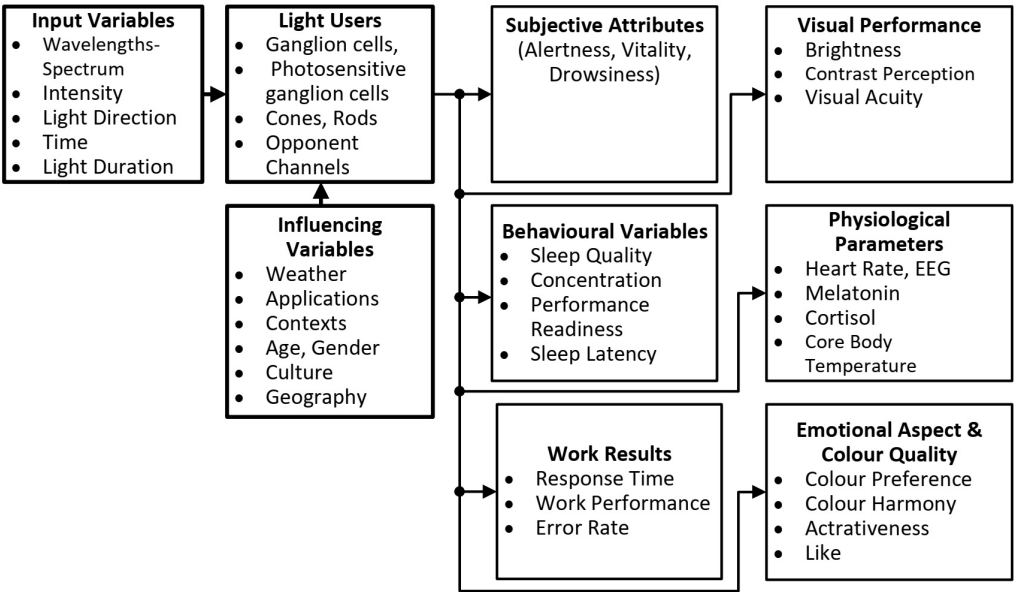 Input Variables
• Wavelengths-
Spectrum
• Intensity
• Light Direction
• Time
• Light Duration
Light Users
• Ganglion cells,
• Photosensitive
ganglion cells
• Cones, Rods
• Opponent
Channels
Influencing
Variables
• Weather
• Applications
• Contexts
• Age, Gender
• Culture
• Geography
Subjective Attributes
(Alertness, Vitality,
Drowsiness)
Visual Performance
• Brightness
• Contrast Perception
• Visual Acuity
Behavioural Variables
• Sleep Quality
• Concentration
• Performance
Readiness
• Sleep Latency
Physiological
Parameters
• Heart Rate, EEG
• Melatonin
• Cortisol
• Core Body
Temperature
Work Results
• Response Time
• Work Performance
• Error Rate
Emotional Aspect &
Colour Quality
• Colour Preference
• Colour Harmony
• Actrativeness
• Like